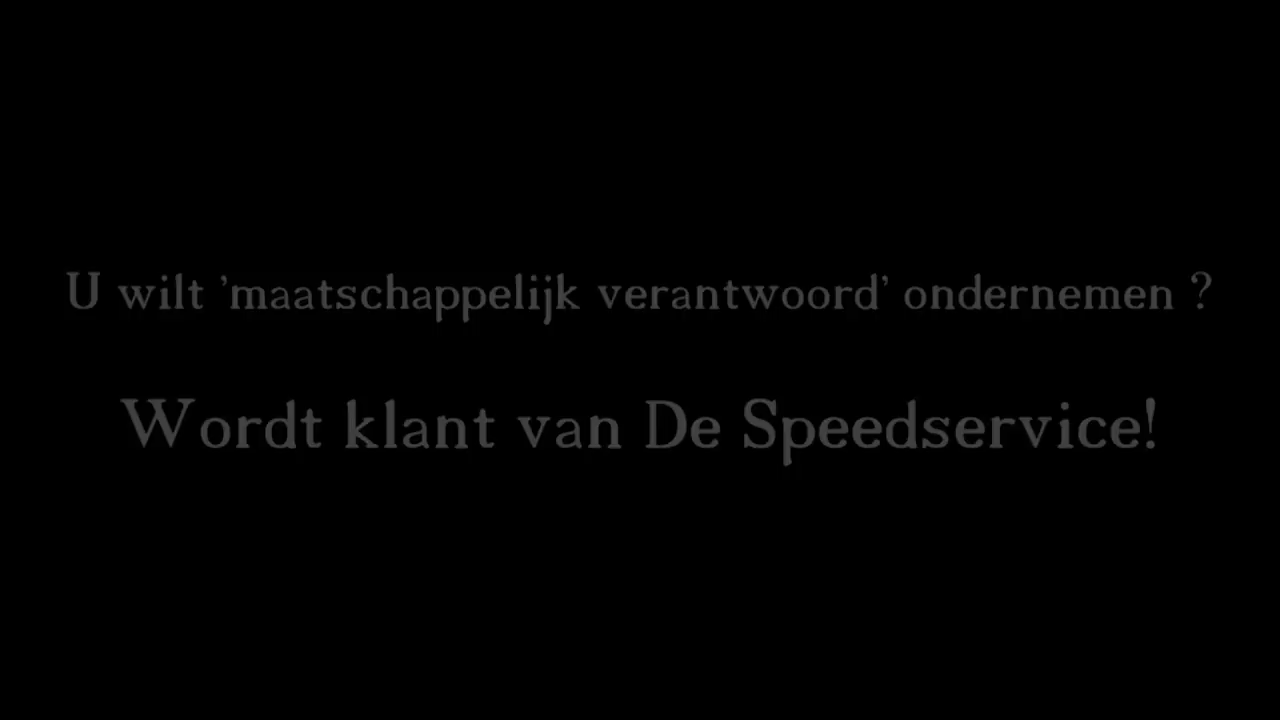 U wilt 'maatschappelijk verantwoord' ondernemen ?
Wordt klant van De Speedservice!